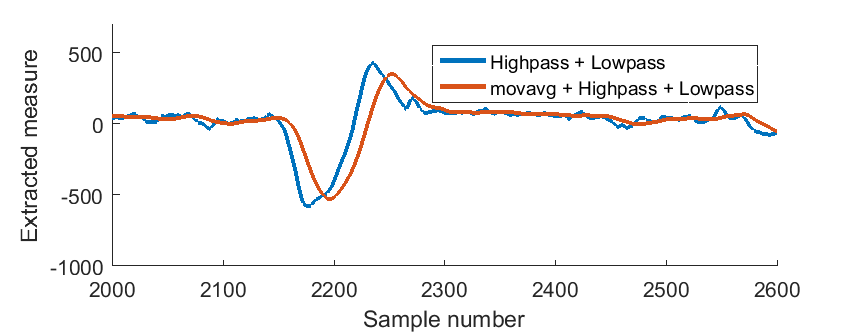 500
Highpass + Lowpass
movavg + Highpass + Lowpass
0
-500
-1000
Extracted measure
2000 2100 2200 2300 2400 2500 2600
Sample number